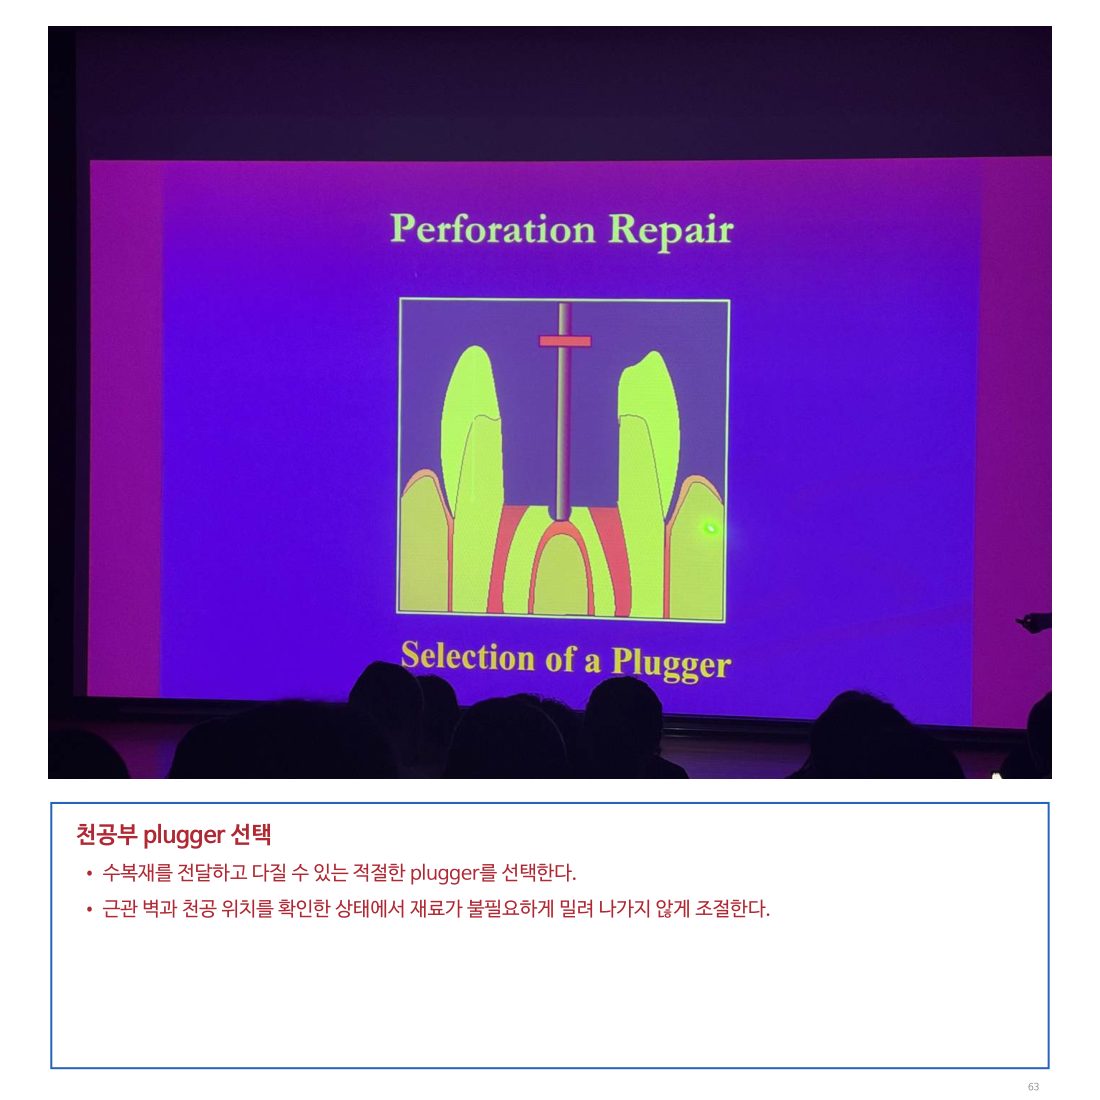 Perforation Repair
Selection of a Plugger
천공부 plugger 선택
• 수복재를 전달하고 다질 수 있는 적절한 plugger를 선택한다.
• 근관 벽과 천공 위치를 확인한 상태에서 재료가 불필요하게 밀려 나가지 않게 조절한다.
63